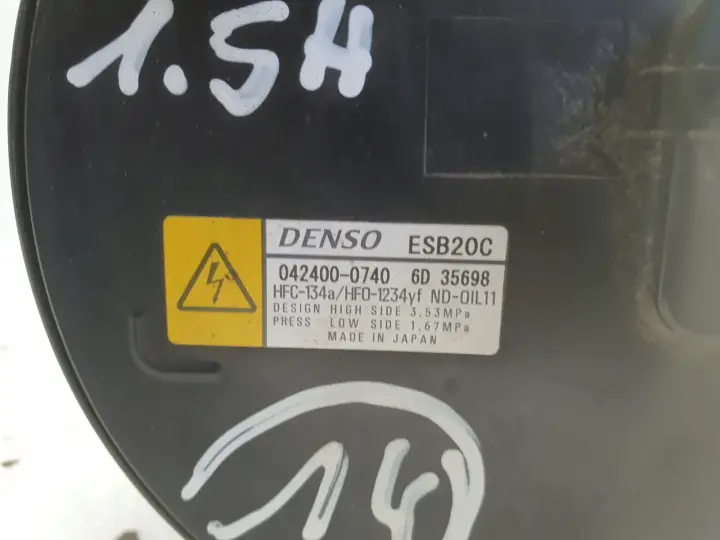 1.5H
DENSO ESB20C
042400-0740 6D 35698
HFC-134a/HFO-1234yf ND-OIL11
DESIGN HIGH SIDE 3,53MPa
PRESS LOW SIDE 1,67MPa
MADE IN JAPAN
14